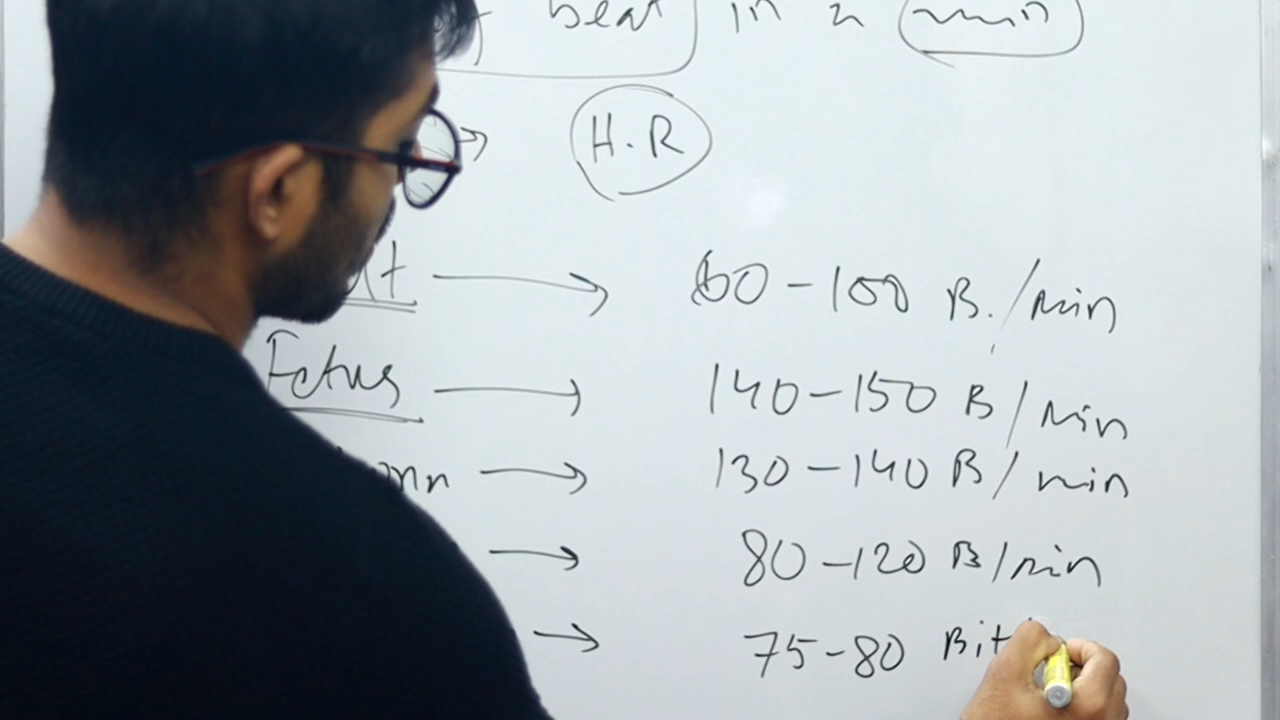 beat in a min
→ H.R
→ 60-100 B./min
Fetus → 140-150 B/min
→ 130-140 B/min
→ 80-120 B/min
→ 75-80 Bit